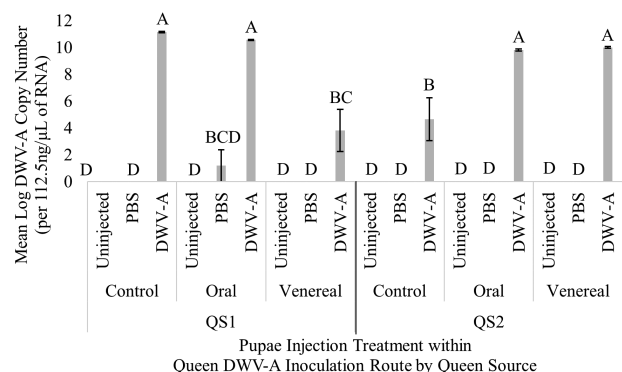 Mean Log DWV-A Copy Number
(per 112.5ng/µL of RNA)
12
10
8
6
4
2
0
D D A D BCD A D D BC D D B D D A D D A
Uninjected PBS DWV-A Uninjected PBS DWV-A Uninjected PBS DWV-A Uninjected PBS DWV-A Uninjected PBS DWV-A Uninjected PBS DWV-A
Control Oral Venereal Control Oral Venereal
QS1 QS2
Pupae Injection Treatment within
Queen DWV-A Inoculation Route by Queen Source